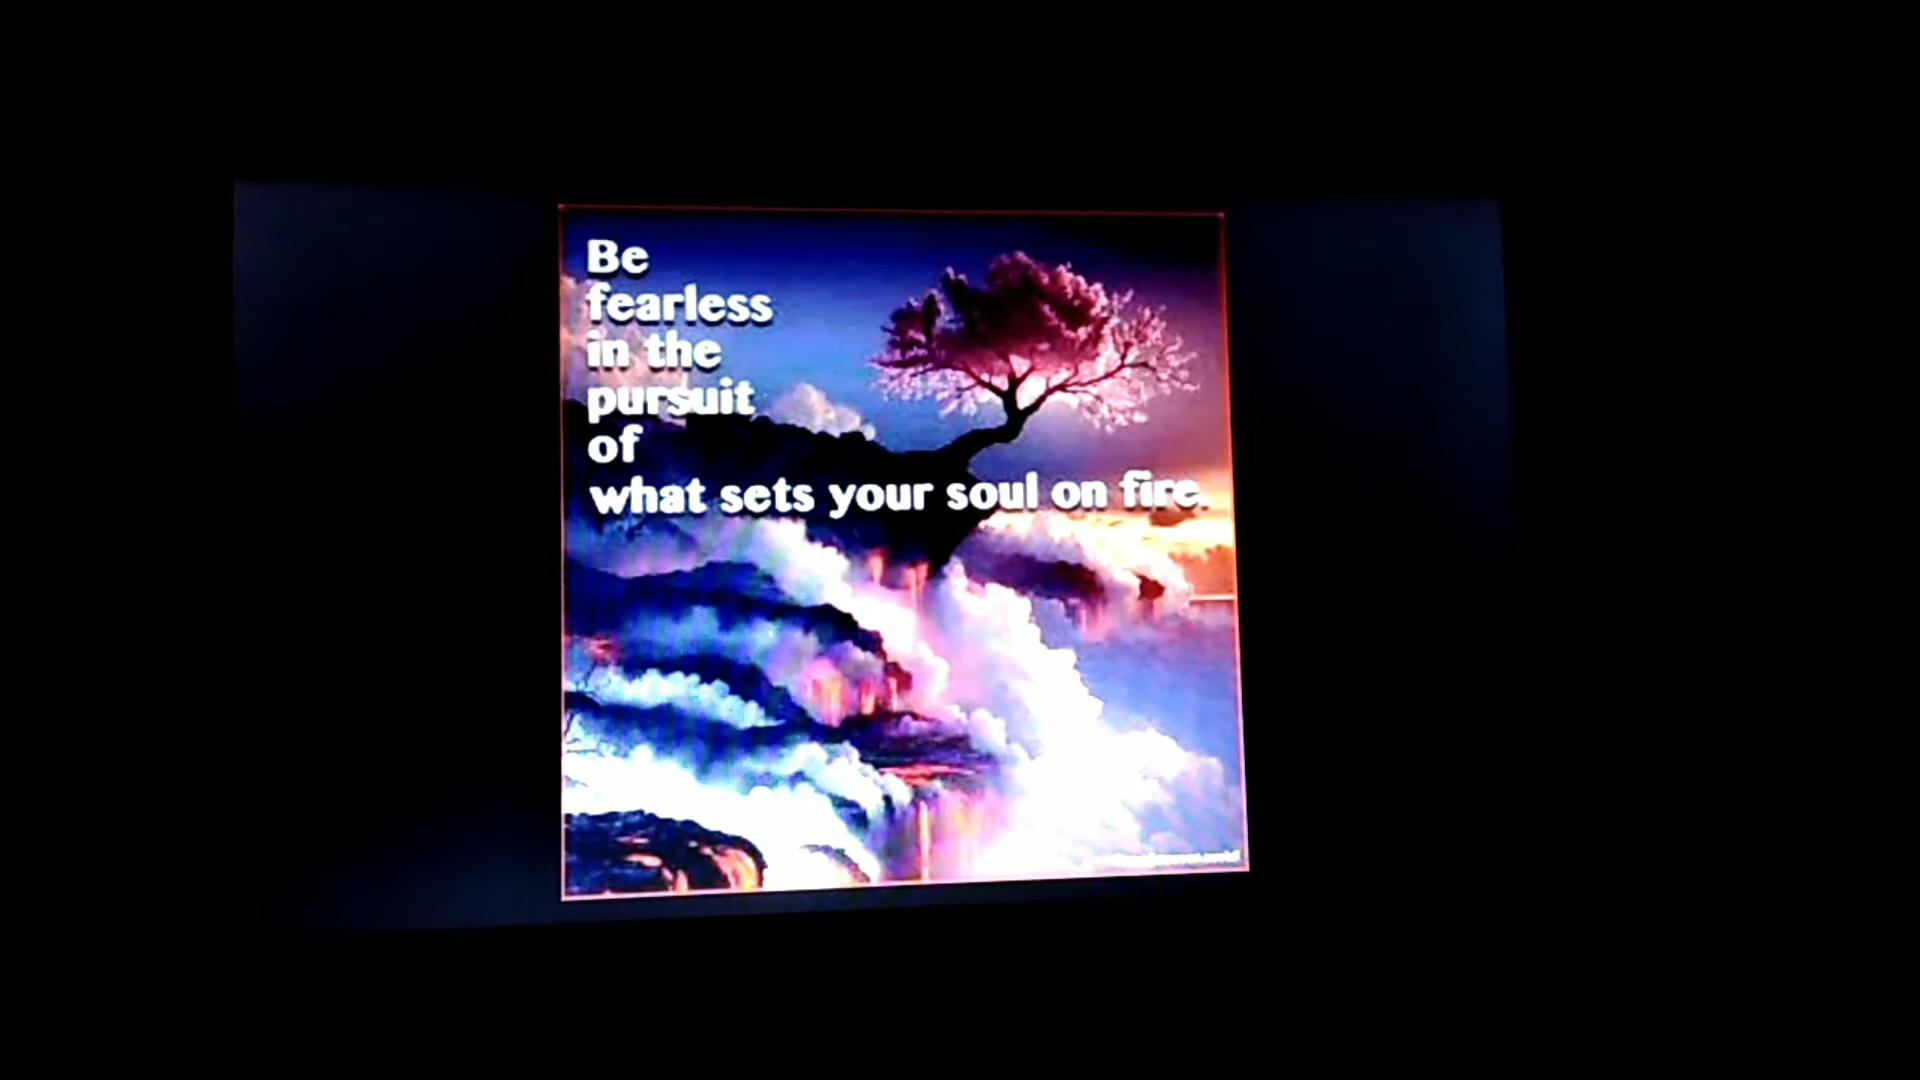 Be
fearless
in the
pursuit
of
what sets your soul on fire.